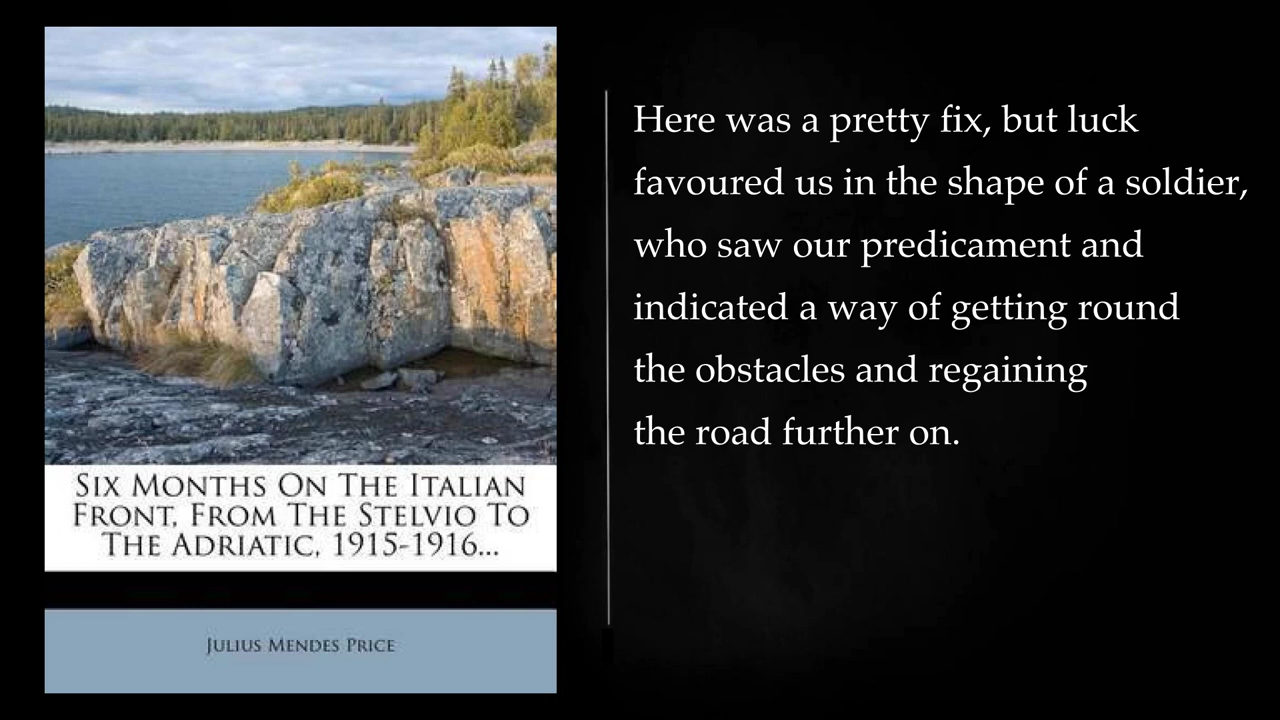 Six Months On The Italian
Front, From The Stelvio To
The Adriatic, 1915-1916...
Julius Mendes Price
Here was a pretty fix, but luck
favoured us in the shape of a soldier,
who saw our predicament and
indicated a way of getting round
the obstacles and regaining
the road further on.